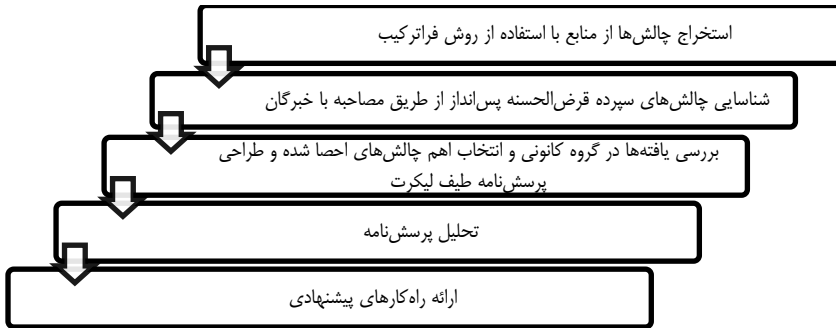 استخراج چالش‌ها از منابع با استفاده از روش فراترکیب
شناسایی چالش‌های سپرده قرض‌الحسنه پس‌انداز از طریق مصاحبه با خبرگان
بررسی یافته‌ها در گروه کانونی و انتخاب اهم چالش‌های احصا شده و طراحی
پرسش‌نامه طیف لیکرت
تحلیل پرسش‌نامه
ارائه راه‌کارهای پیشنهادی